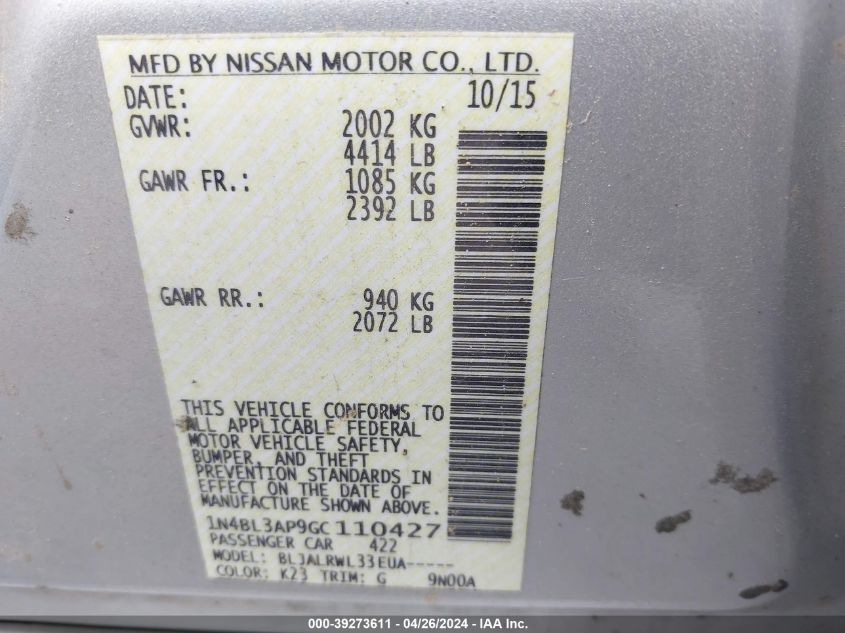 MFD BY NISSAN MOTOR CO., LTD.
DATE: 10/15
GVWR: 2002 KG
4414 LB
GAWR FR.: 1085 KG
2392 LB
GAWR RR.: 940 KG
2072 LB
THIS VEHICLE CONFORMS TO
ALL APPLICABLE FEDERAL
MOTOR VEHICLE SAFETY,
BUMPER, AND THEFT
PREVENTION STANDARDS IN
EFFECT ON THE DATE OF
MANUFACTURE SHOWN ABOVE.
1N4BL3AP9GC110427
PASSENGER CAR 422
MODEL: BLJALRWL33EUA-----
COLOR: K23 TRIM: G 9N00A
000-39273611 - 04/26/2024 - IAA Inc.